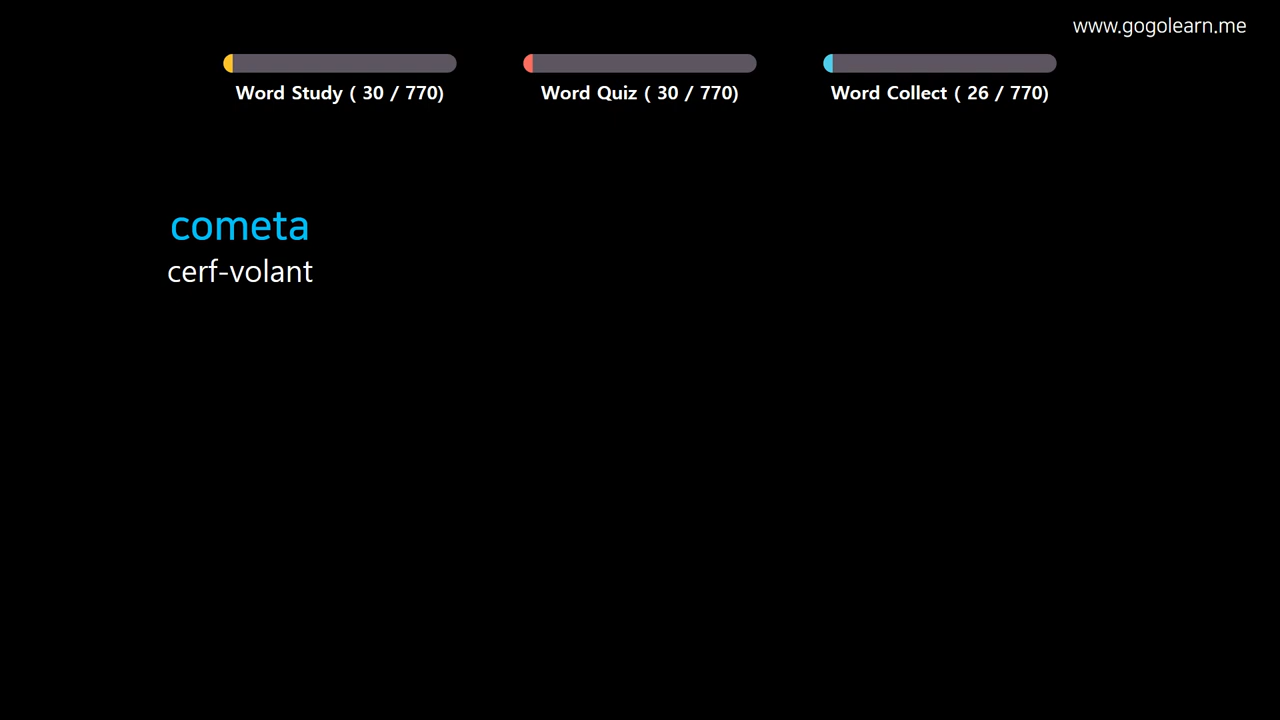 www.gogolearn.me
Word Study ( 30 / 770)
Word Quiz ( 30 / 770)
Word Collect ( 26 / 770)
cometa
cerf-volant